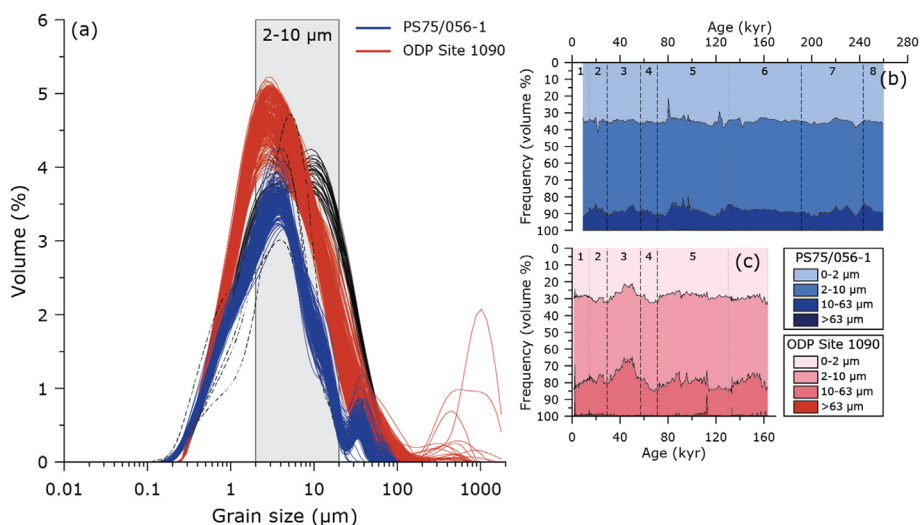 (a)
2-10 µm
PS75/056-1
ODP Site 1090
6
5
4
3
2
1
0
Volume (%)
0.01 0.1 1 10 100 1000
Grain size (µm)
Age (kyr)
0 40 80 120 160 200 240 280
(b)
1 2 3 4 5 6 7 8
0
10
20
30
40
50
60
70
80
90
100
Frequency (volume %)
(c)
1 2 3 4 5
0
10
20
30
40
50
60
70
80
90
100
Frequency (volume %)
0 40 80 120 160
Age (kyr)
PS75/056-1
0-2 µm
2-10 µm
10-63 µm
>63 µm
ODP Site 1090
0-2 µm
2-10 µm
10-63 µm
>63 µm